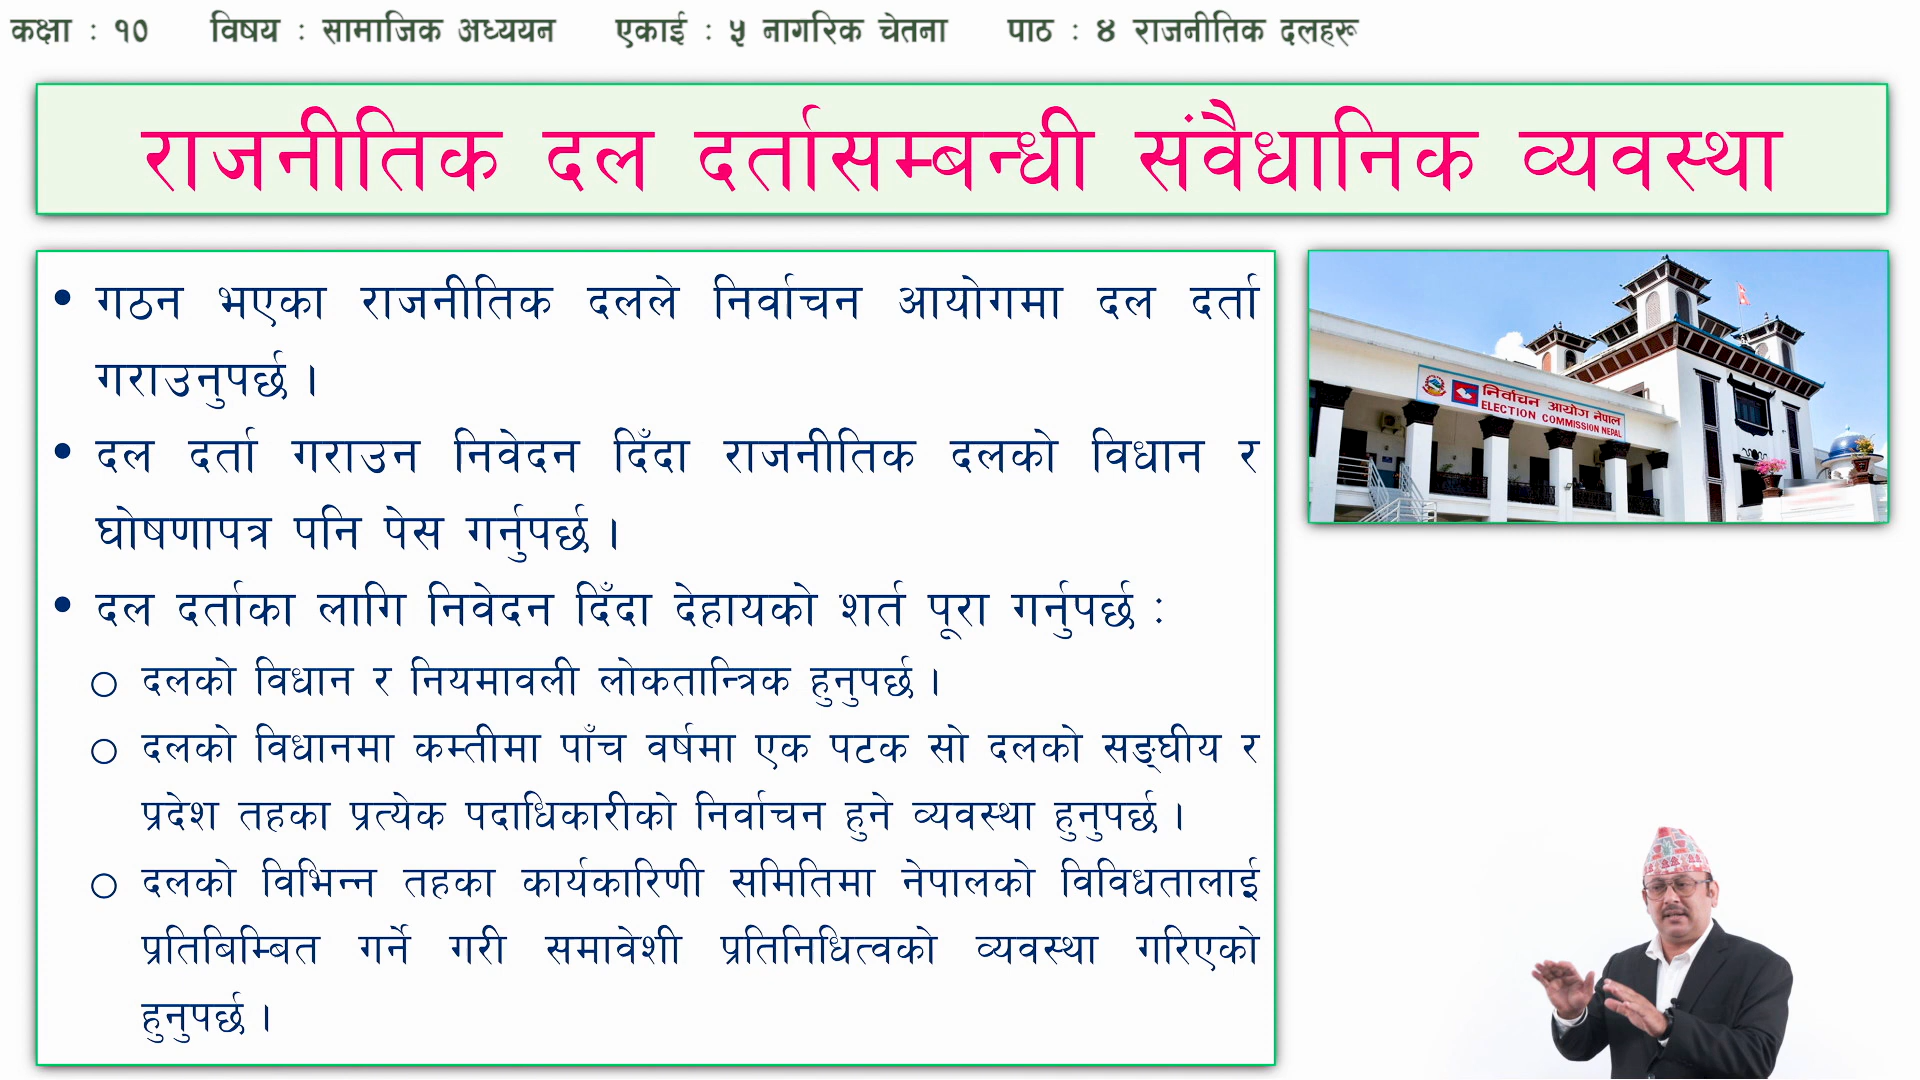 कक्षा : १० विषय : सामाजिक अध्ययन एकाई : ५ नागरिक चेतना पाठ : ४ राजनीतिक दलहरू
राजनीतिक दल दर्तासम्बन्धी संवैधानिक व्यवस्था
• गठन भएका राजनीतिक दलले निर्वाचन आयोगमा दल दर्ता
गराउनुपर्छ ।
• दल दर्ता गराउन निवेदन दिँदा राजनीतिक दलको विधान र
घोषणापत्र पनि पेस गर्नुपर्छ ।
• दल दर्ताका लागि निवेदन दिँदा देहायको शर्त पूरा गर्नुपर्छ :
○ दलको विधान र नियमावली लोकतान्त्रिक हुनुपर्छ ।
○ दलको विधानमा कम्तीमा पाँच वर्षमा एक पटक सो दलको सङ्घीय र
प्रदेश तहका प्रत्येक पदाधिकारीको निर्वाचन हुने व्यवस्था हुनुपर्छ ।
○ दलको विभिन्न तहका कार्यकारिणी समितिमा नेपालको विविधतालाई
प्रतिबिम्बित गर्ने गरी समावेशी प्रतिनिधित्वको व्यवस्था गरिएको
हुनुपर्छ ।
निर्वाचन आयोग नेपाल
ELECTION COMMISSION NEPAL